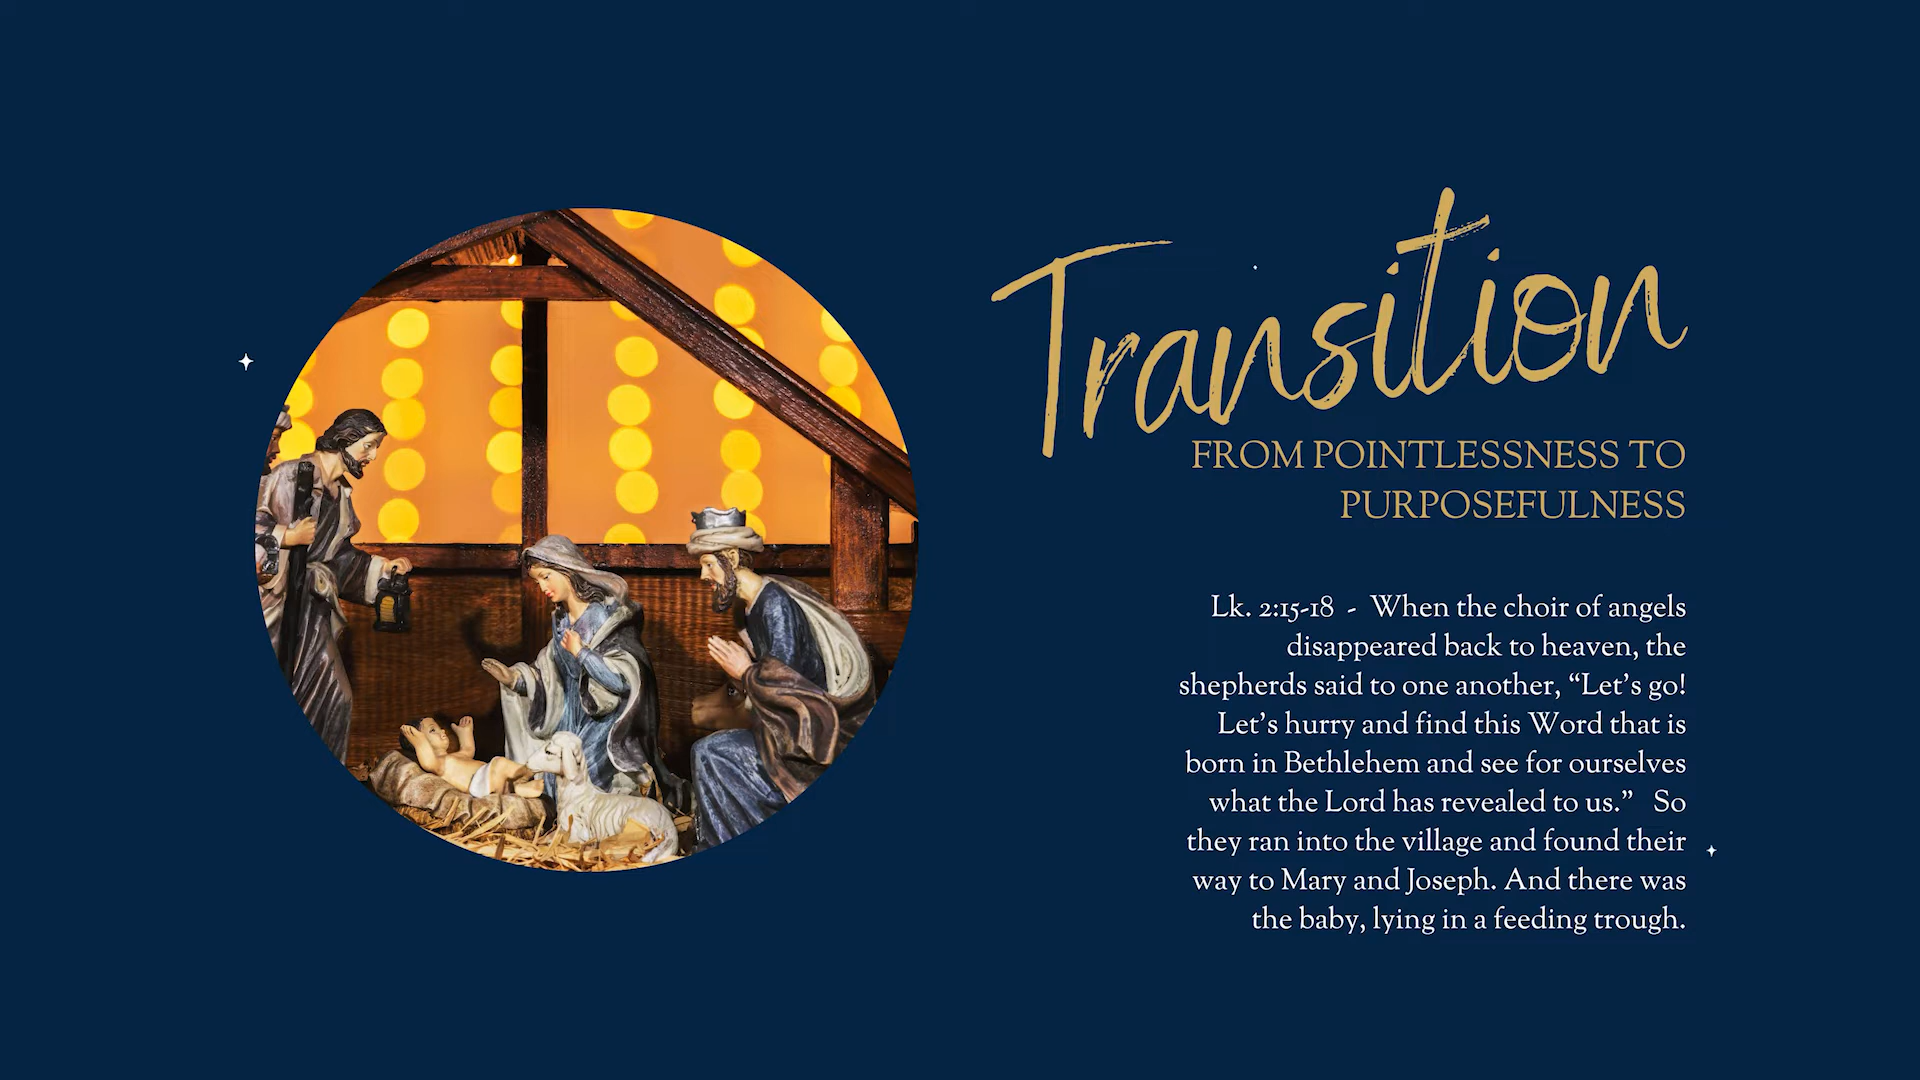 Transition
FROM POINTLESSNESS TO
PURPOSEFULNESS
Lk. 2:15-18 - When the choir of angels
disappeared back to heaven, the
shepherds said to one another, “Let’s go!
Let’s hurry and find this Word that is
born in Bethlehem and see for ourselves
what the Lord has revealed to us.” So
they ran into the village and found their
way to Mary and Joseph. And there was
the baby, lying in a feeding trough.